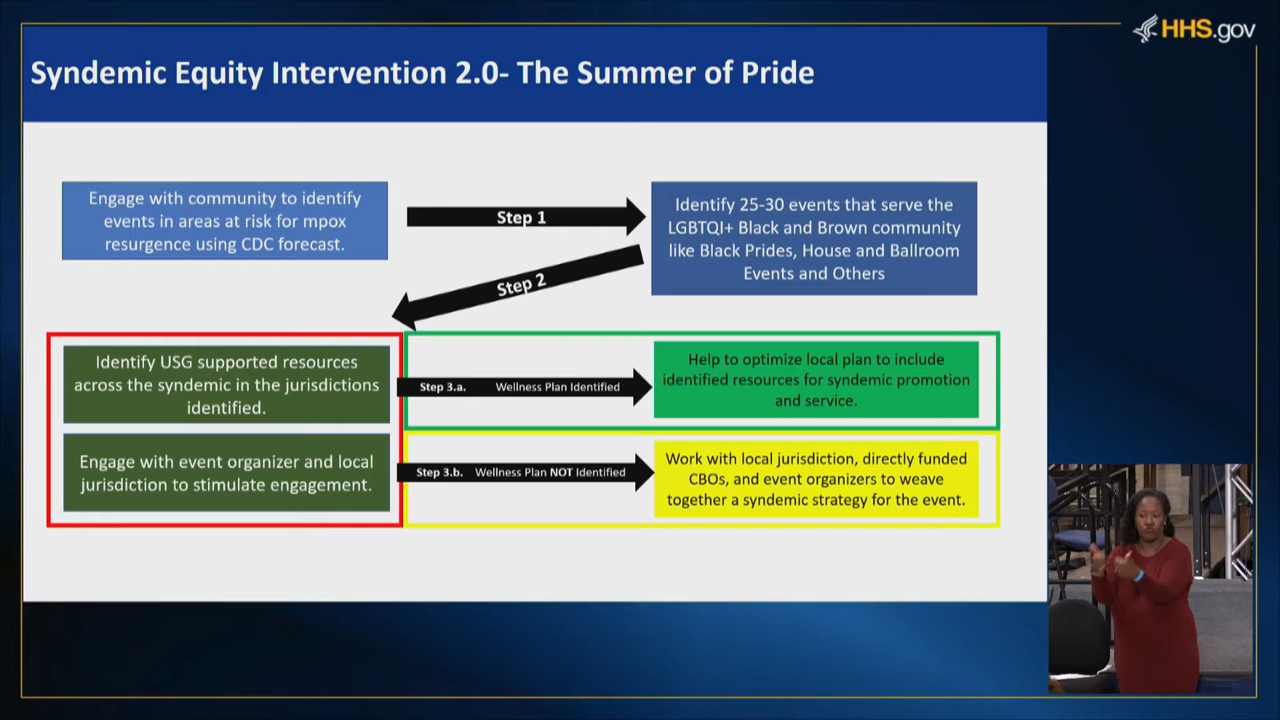 HHS.gov
Syndemic Equity Intervention 2.0- The Summer of Pride
Engage with community to identify
events in areas at risk for mpox
resurgence using CDC forecast.
Step 1
Identify 25-30 events that serve the
LGBTQI+ Black and Brown community
like Black Prides, House and Ballroom
Events and Others
Step 2
Identify USG supported resources
across the syndemic in the jurisdictions
identified.
Step 3.a. Wellness Plan Identified
Help to optimize local plan to include
identified resources for syndemic promotion
and service.
Engage with event organizer and local
jurisdiction to stimulate engagement.
Step 3.b. Wellness Plan NOT Identified
Work with local jurisdiction, directly funded
CBOs, and event organizers to weave
together a syndemic strategy for the event.